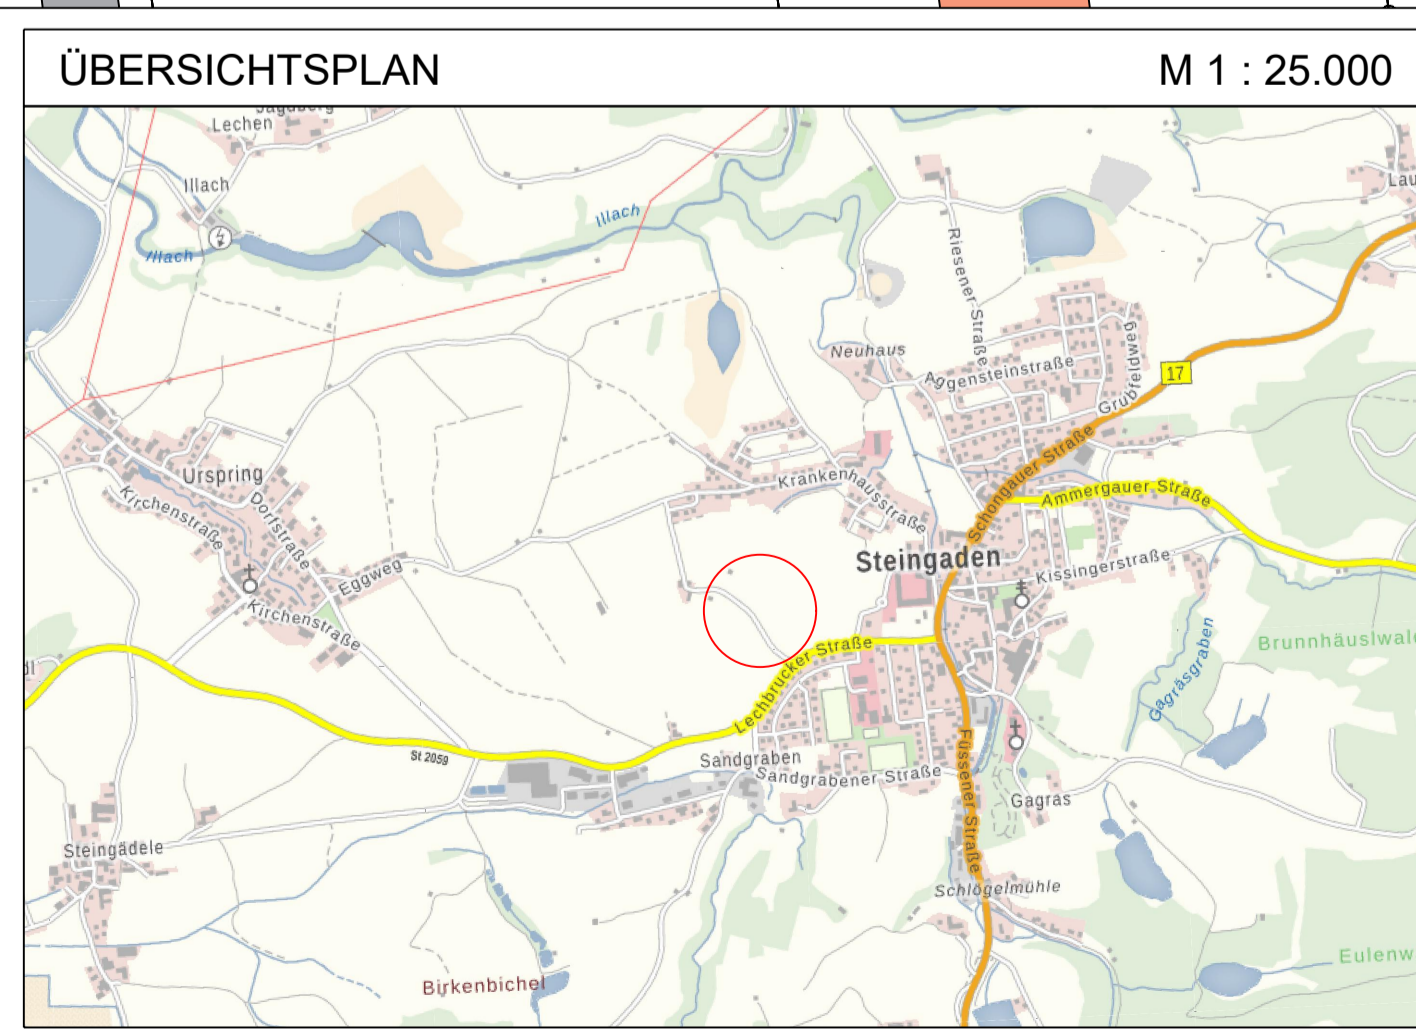 ÜBERSICHTSPLAN
M 1 : 25.000
Lechen
Illach
Illach
Illach
Lau
Riesener Straße
Neuhaus
Aggensteinstraße
Grubfeldweg
17
Urspring
Kirchenstraße
Dorfstraße
Eggweg
Kirchenstraße
Krankenhausstraße
Schongauer Straße
Ammergauer Straße
Steingaden
Kissingerstraße
Brunnhäuslwald
Gagräsgraben
Lechbrucker Straße
St 2059
Sandgraben
Sandgrabener Straße
Füssener Straße
Gagras
Steingädele
Schlögelmühle
Birkenbichel
Eulenw